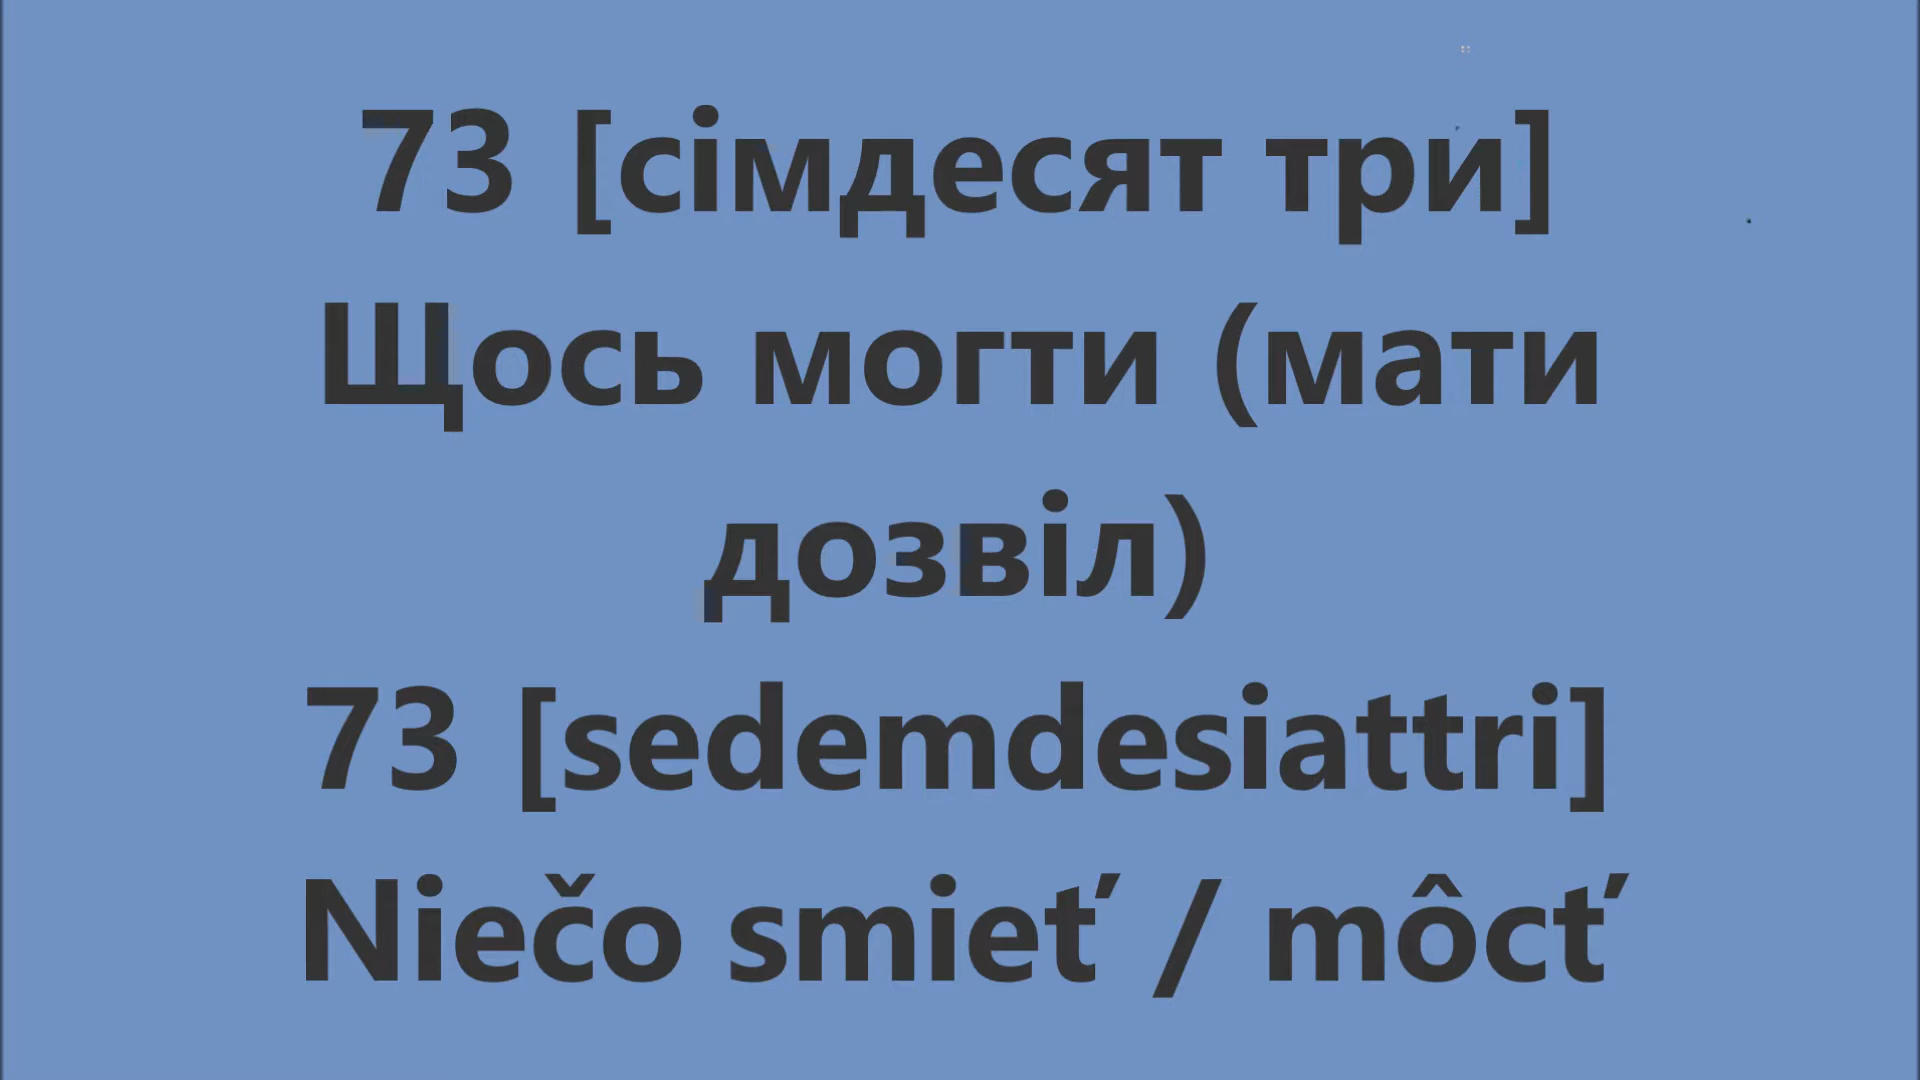 73 [сімдесят три]
Щось могти (мати
дозвіл)
73 [sedemdesiattri]
Niečo smieť / môcť